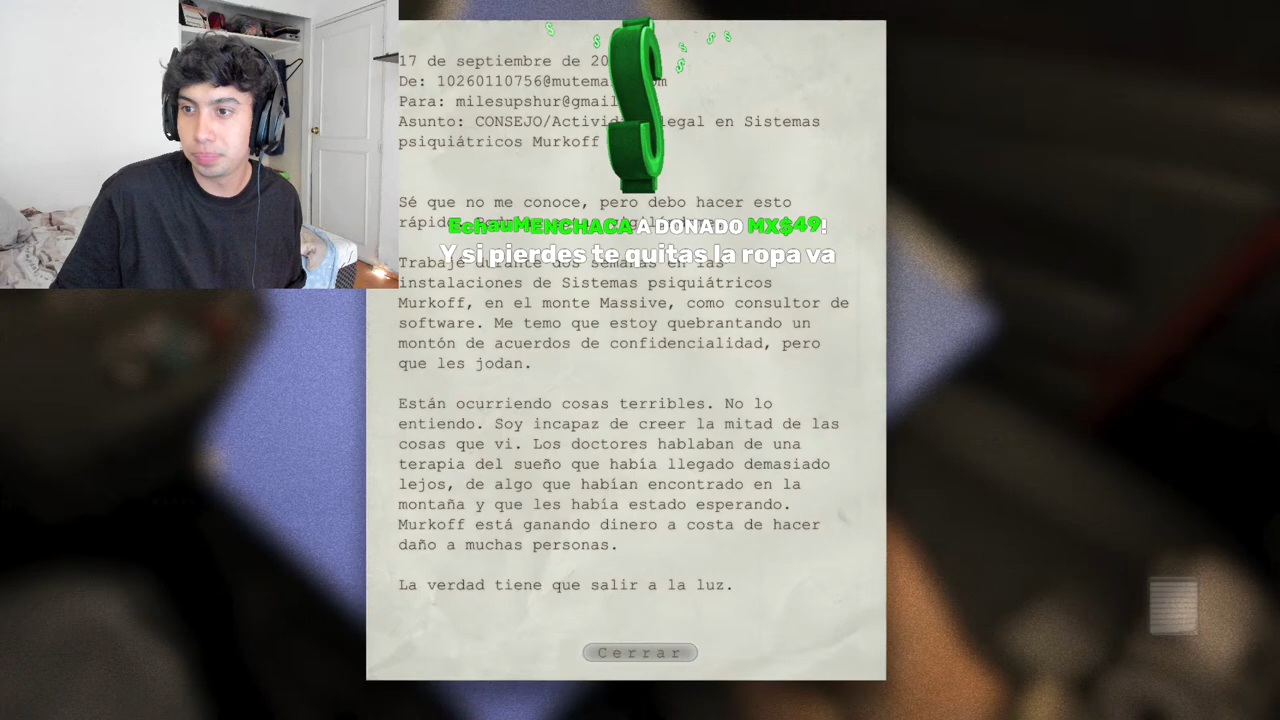 17 de septiembre de 20
De: 10260110756@mutema m
Para: milesupshur@gmail
Asunto: CONSEJO/Activid legal en Sistemas
psiquiátricos Murkoff
Sé que no me conoce, pero debo hacer esto
EchauMENCHACA A DONADO MX$49!
Y si pierdes te quitas la ropa va
Trabajé durante dos semanas en las
instalaciones de Sistemas psiquiátricos
Murkoff, en el monte Massive, como consultor de
software. Me temo que estoy quebrantando un
montón de acuerdos de confidencialidad, pero
que les jodan.
Están ocurriendo cosas terribles. No lo
entiendo. Soy incapaz de creer la mitad de las
cosas que vi. Los doctores hablaban de una
terapia del sueño que había llegado demasiado
lejos, de algo que habían encontrado en la
montaña y que les había estado esperando.
Murkoff está ganando dinero a costa de hacer
daño a muchas personas.
La verdad tiene que salir a la luz.
Cerrar